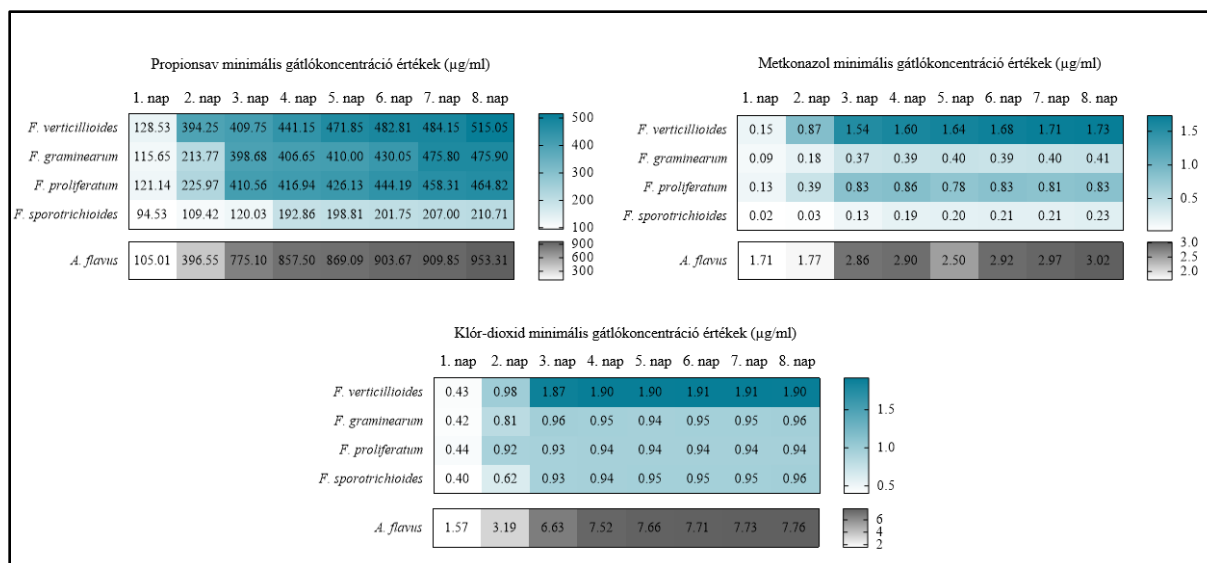 Propionsav minimális gátlókoncentráció értékek (µg/ml)
1. nap 2. nap 3. nap 4. nap 5. nap 6. nap 7. nap 8. nap
F. verticillioides 128.53 394.25 409.75 441.15 471.85 482.81 484.15 515.05
F. graminearum 115.65 213.77 398.68 406.65 410.00 430.05 475.80 475.90
F. proliferatum 121.14 225.97 410.56 416.94 426.13 444.19 458.31 464.82
F. sporotrichioides 94.53 109.42 120.03 192.86 198.81 201.75 207.00 210.71
500
400
300
200
100
A. flavus 105.01 396.55 775.10 857.50 869.09 903.67 909.85 953.31
900
600
300
Metkonazol minimális gátlókoncentráció értékek (µg/ml)
1. nap 2. nap 3. nap 4. nap 5. nap 6. nap 7. nap 8. nap
F. verticillioides 0.15 0.87 1.54 1.60 1.64 1.68 1.71 1.73
F. graminearum 0.09 0.18 0.37 0.39 0.40 0.39 0.40 0.41
F. proliferatum 0.13 0.39 0.83 0.86 0.78 0.83 0.81 0.83
F. sporotrichioides 0.02 0.03 0.13 0.19 0.20 0.21 0.21 0.23
1.5
1.0
0.5
A. flavus 1.71 1.77 2.86 2.90 2.50 2.92 2.97 3.02
3.0
2.5
2.0
Klór-dioxid minimális gátlókoncentráció értékek (µg/ml)
1. nap 2. nap 3. nap 4. nap 5. nap 6. nap 7. nap 8. nap
F. verticillioides 0.43 0.98 1.87 1.90 1.90 1.91 1.91 1.90
F. graminearum 0.42 0.81 0.96 0.95 0.94 0.95 0.95 0.96
F. proliferatum 0.44 0.92 0.93 0.94 0.94 0.94 0.94 0.94
F. sporotrichioides 0.40 0.62 0.93 0.94 0.95 0.95 0.95 0.96
1.5
1.0
0.5
A. flavus 1.57 3.19 6.63 7.52 7.66 7.71 7.73 7.76
6
4
2